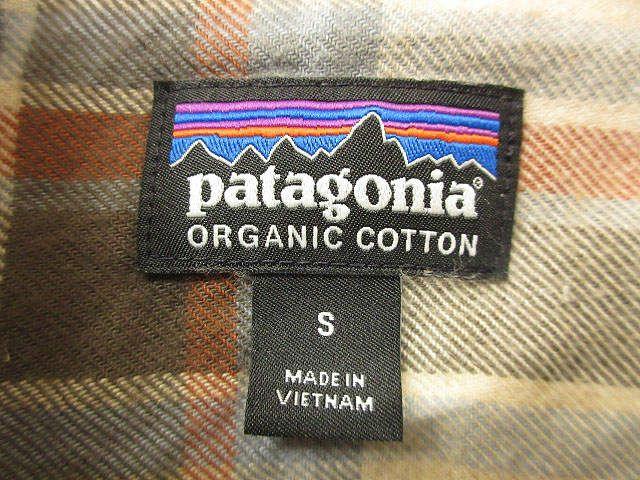 patagonia®
ORGANIC COTTON
S
MADE IN
VIETNAM